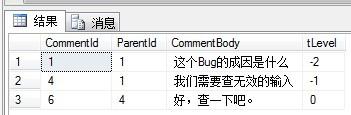 结果 消息
CommentId ParentId CommentBody tLevel
1 1 1 这个Bug的成因是什么 -2
2 4 1 我们需要查无效的输入 -1
3 6 4 好，查一下吧。 0